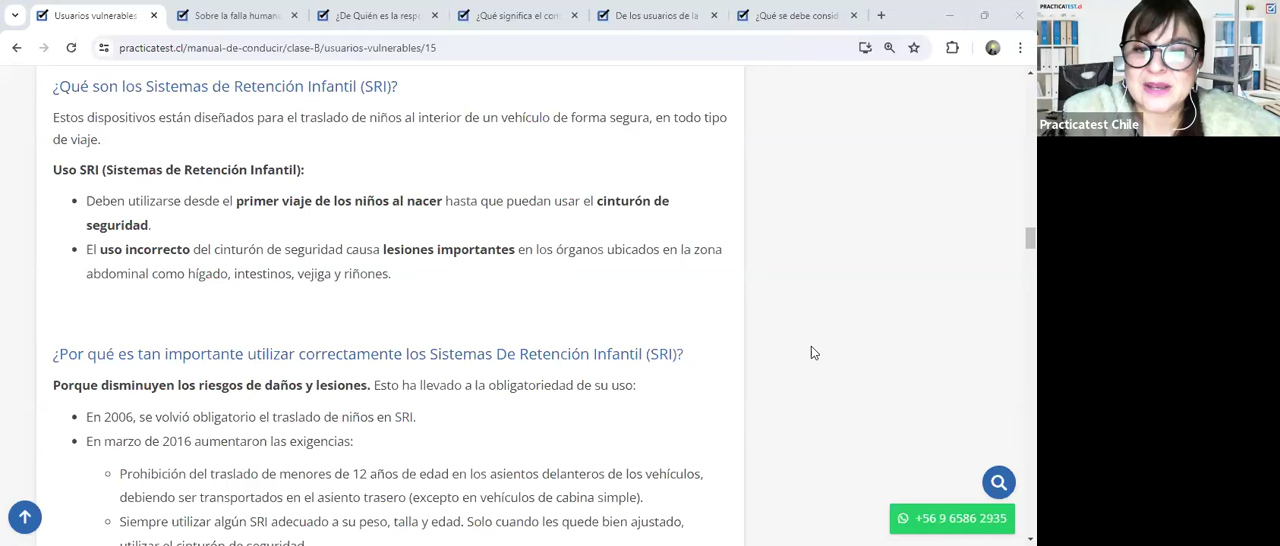 Usuarios vulnerables
Sobre la falla humana
¿De Quién es la resp
¿Qué significa el con
De los usuarios de la
¿Qué se debe consid
practicatest.cl/manual-de-conducir/clase-B/usuarios-vulnerables/15
PRACTICATEST.cl
Practicatest Chile
¿Qué son los Sistemas de Retención Infantil (SRI)?
Estos dispositivos están diseñados para el traslado de niños al interior de un vehículo de forma segura, en todo tipo
de viaje.
Uso SRI (Sistemas de Retención Infantil):
Deben utilizarse desde el primer viaje de los niños al nacer hasta que puedan usar el cinturón de
seguridad.
El uso incorrecto del cinturón de seguridad causa lesiones importantes en los órganos ubicados en la zona
abdominal como hígado, intestinos, vejiga y riñones.
¿Por qué es tan importante utilizar correctamente los Sistemas De Retención Infantil (SRI)?
Porque disminuyen los riesgos de daños y lesiones. Esto ha llevado a la obligatoriedad de su uso:
En 2006, se volvió obligatorio el traslado de niños en SRI.
En marzo de 2016 aumentaron las exigencias:
Prohibición del traslado de menores de 12 años de edad en los asientos delanteros de los vehículos,
debiendo ser transportados en el asiento trasero (excepto en vehículos de cabina simple).
Siempre utilizar algún SRI adecuado a su peso, talla y edad. Solo cuando les quede bien ajustado,
utilizar el cinturón de seguridad.
+56 9 6586 2935